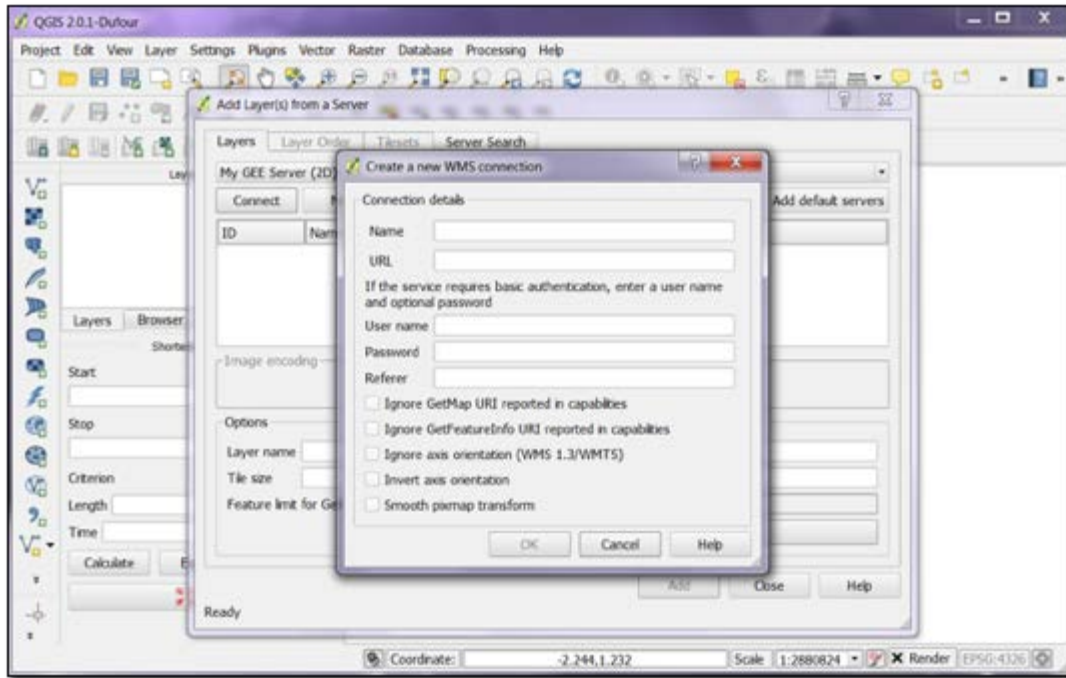 QGIS 2.0.1-Dufour
Project Edit View Layer Settings Plugins Vector Raster Database Processing Help
Add Layer(s) from a Server
Layers Layer Order Tilesets Server Search
My GEE Server (2D)
Connect
Add default servers
ID
Create a new WMS connection
Connection details
Name
URL
If the service requires basic authentication, enter a user name
and optional password
User name
Password
Referer
Ignore GetMap URI reported in capabilities
Ignore GetFeatureInfo URI reported in capabilities
Ignore axis orientation (WMS 1.3/WMTS)
Invert axis orientation
Smooth pixmap transform
OK Cancel Help
Image encoding
Options
Layer name
Tile size
Feature limit for
Add Close Help
Ready
Layers Browser
Start
Stop
Criterion
Length
Time
Calculate
Coordinate: -2.244,1.232 Scale 1:2880824 Render EPSG:4326